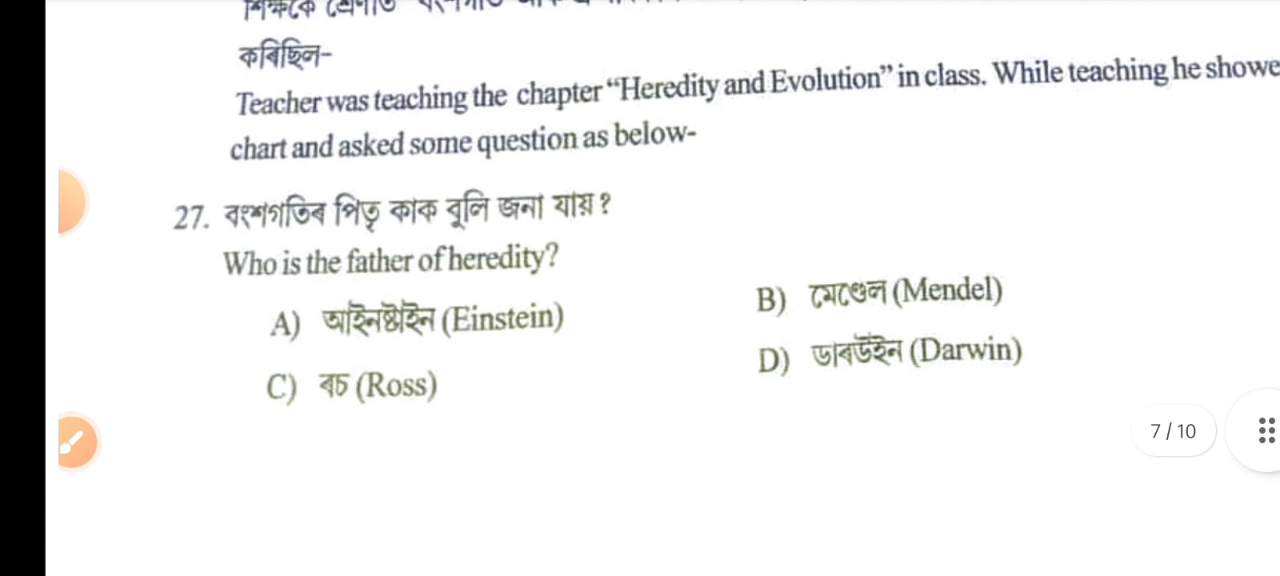 শিক্ষকে শ্ৰেণীত
কৰিছিল-
Teacher was teaching the chapter “Heredity and Evolution” in class. While teaching he showe
chart and asked some question as below-
27. বংশগতিৰ পিতৃ কাক বুলি জনা যায় ?
Who is the father of heredity?
A) আইনষ্টাইন (Einstein)
B) মেণ্ডেল (Mendel)
C) ৰচ (Ross)
D) ডাৰউইন (Darwin)
7 / 10